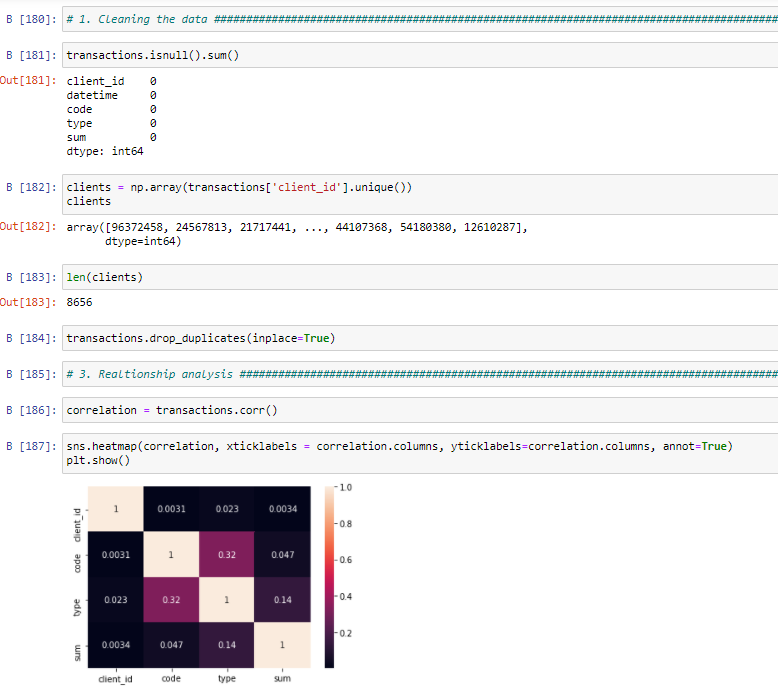 B [180]: # 1. Cleaning the data ########################################################################################
B [181]: transactions.isnull().sum()
Out[181]: client_id    0
datetime     0
code         0
type         0
sum          0
dtype: int64
B [182]: clients = np.array(transactions['client_id'].unique())
clients
Out[182]: array([96372458, 24567813, 21717441, ..., 44107368, 54180380, 12610287],
      dtype=int64)
B [183]: len(clients)
Out[183]: 8656
B [184]: transactions.drop_duplicates(inplace=True)
B [185]: # 3. Realtionship analysis ####################################################################################
B [186]: correlation = transactions.corr()
B [187]: sns.heatmap(correlation, xticklabels = correlation.columns, yticklabels=correlation.columns, annot=True)
plt.show()
client_id 1 0.0031 0.023 0.0034
code 0.0031 1 0.32 0.047
type 0.023 0.32 1 0.14
sum 0.0034 0.047 0.14 1
client_id code type sum
1.0
0.8
0.6
0.4
0.2